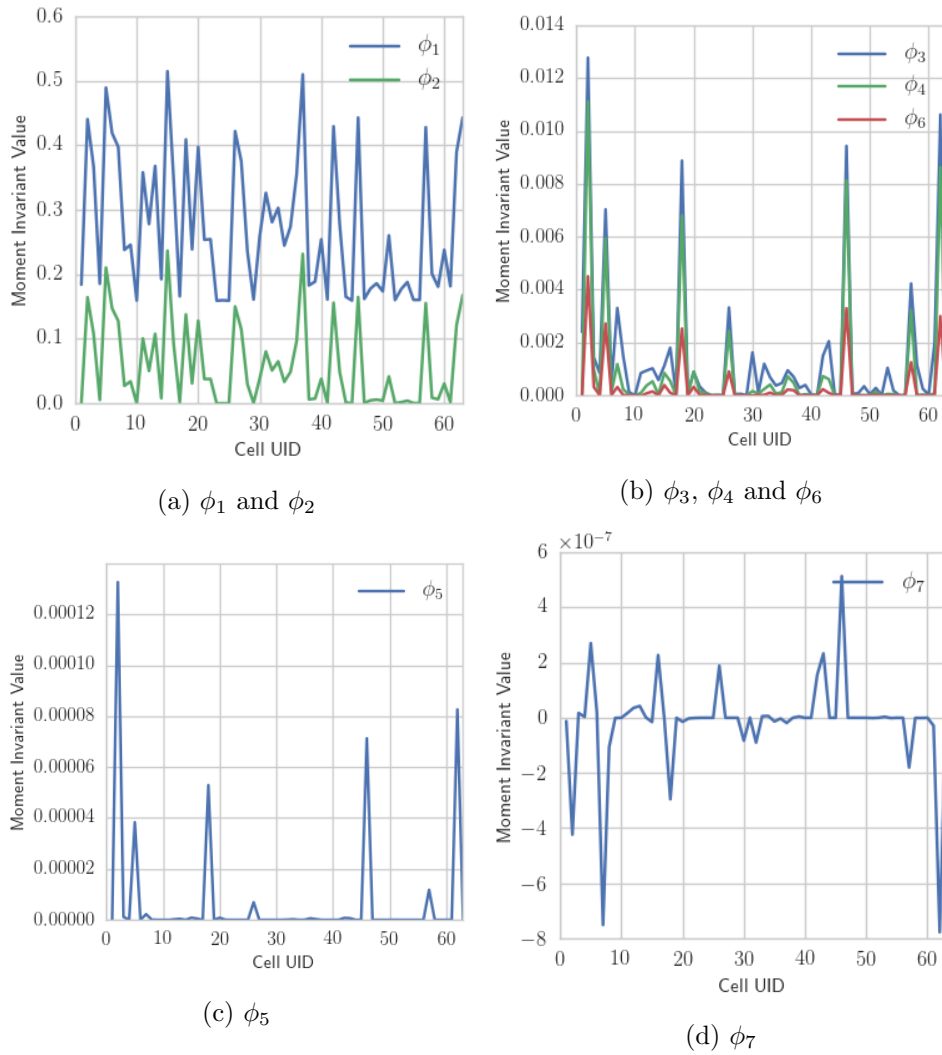 0.6
0.5
0.4
0.3
0.2
0.1
0.0
0 10 20 30 40 50 60
Moment Invariant Value
Cell UID
ϕ₁
ϕ₂
(a) ϕ₁ and ϕ₂
0.014
0.012
0.010
0.008
0.006
0.004
0.002
0.000
0 10 20 30 40 50 60
Moment Invariant Value
Cell UID
ϕ₃
ϕ₄
ϕ₆
(b) ϕ₃, ϕ₄ and ϕ₆
0.00012
0.00010
0.00008
0.00006
0.00004
0.00002
0.00000
0 10 20 30 40 50 60
Moment Invariant Value
Cell UID
ϕ₅
(c) ϕ₅
×10⁻⁷
6
4
2
0
−2
−4
−6
−8
0 10 20 30 40 50 60
Moment Invariant Value
Cell UID
ϕ₇
(d) ϕ₇